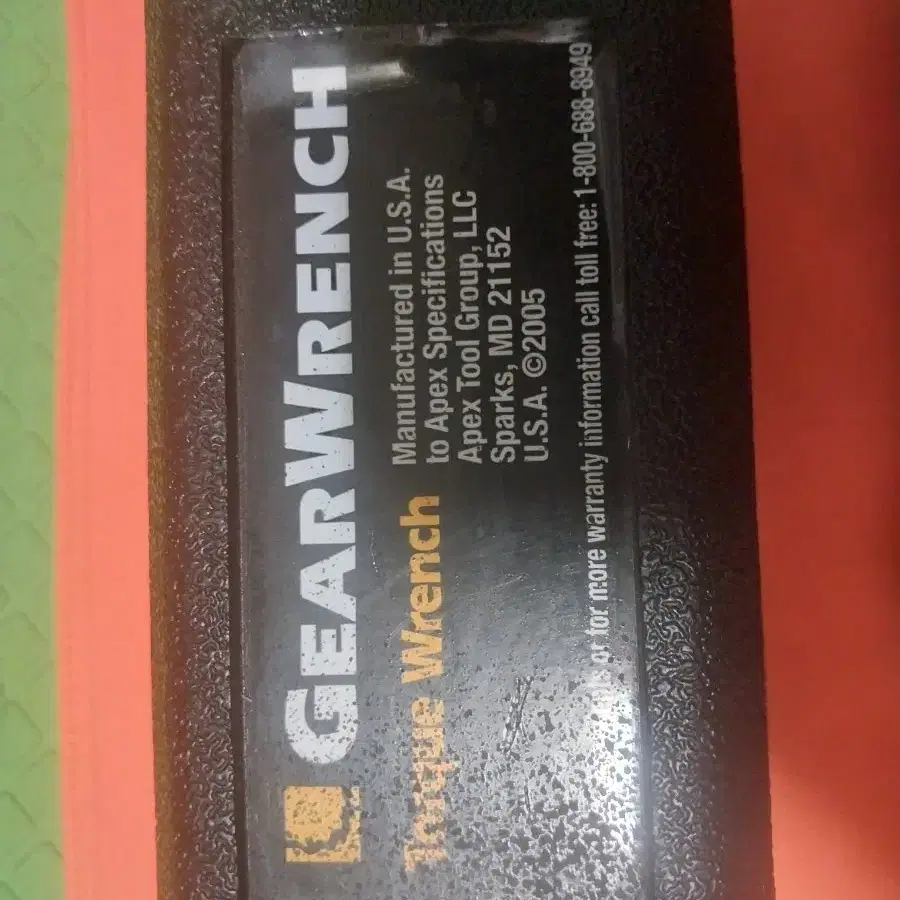 GEARWRENCH
Torque Wrench
Manufactured in U.S.A.
to Apex Specifications
Apex Tool Group, LLC
Sparks, MD 21152
U.S.A. ©2005
or for more warranty information call toll free: 1-800-688-8949